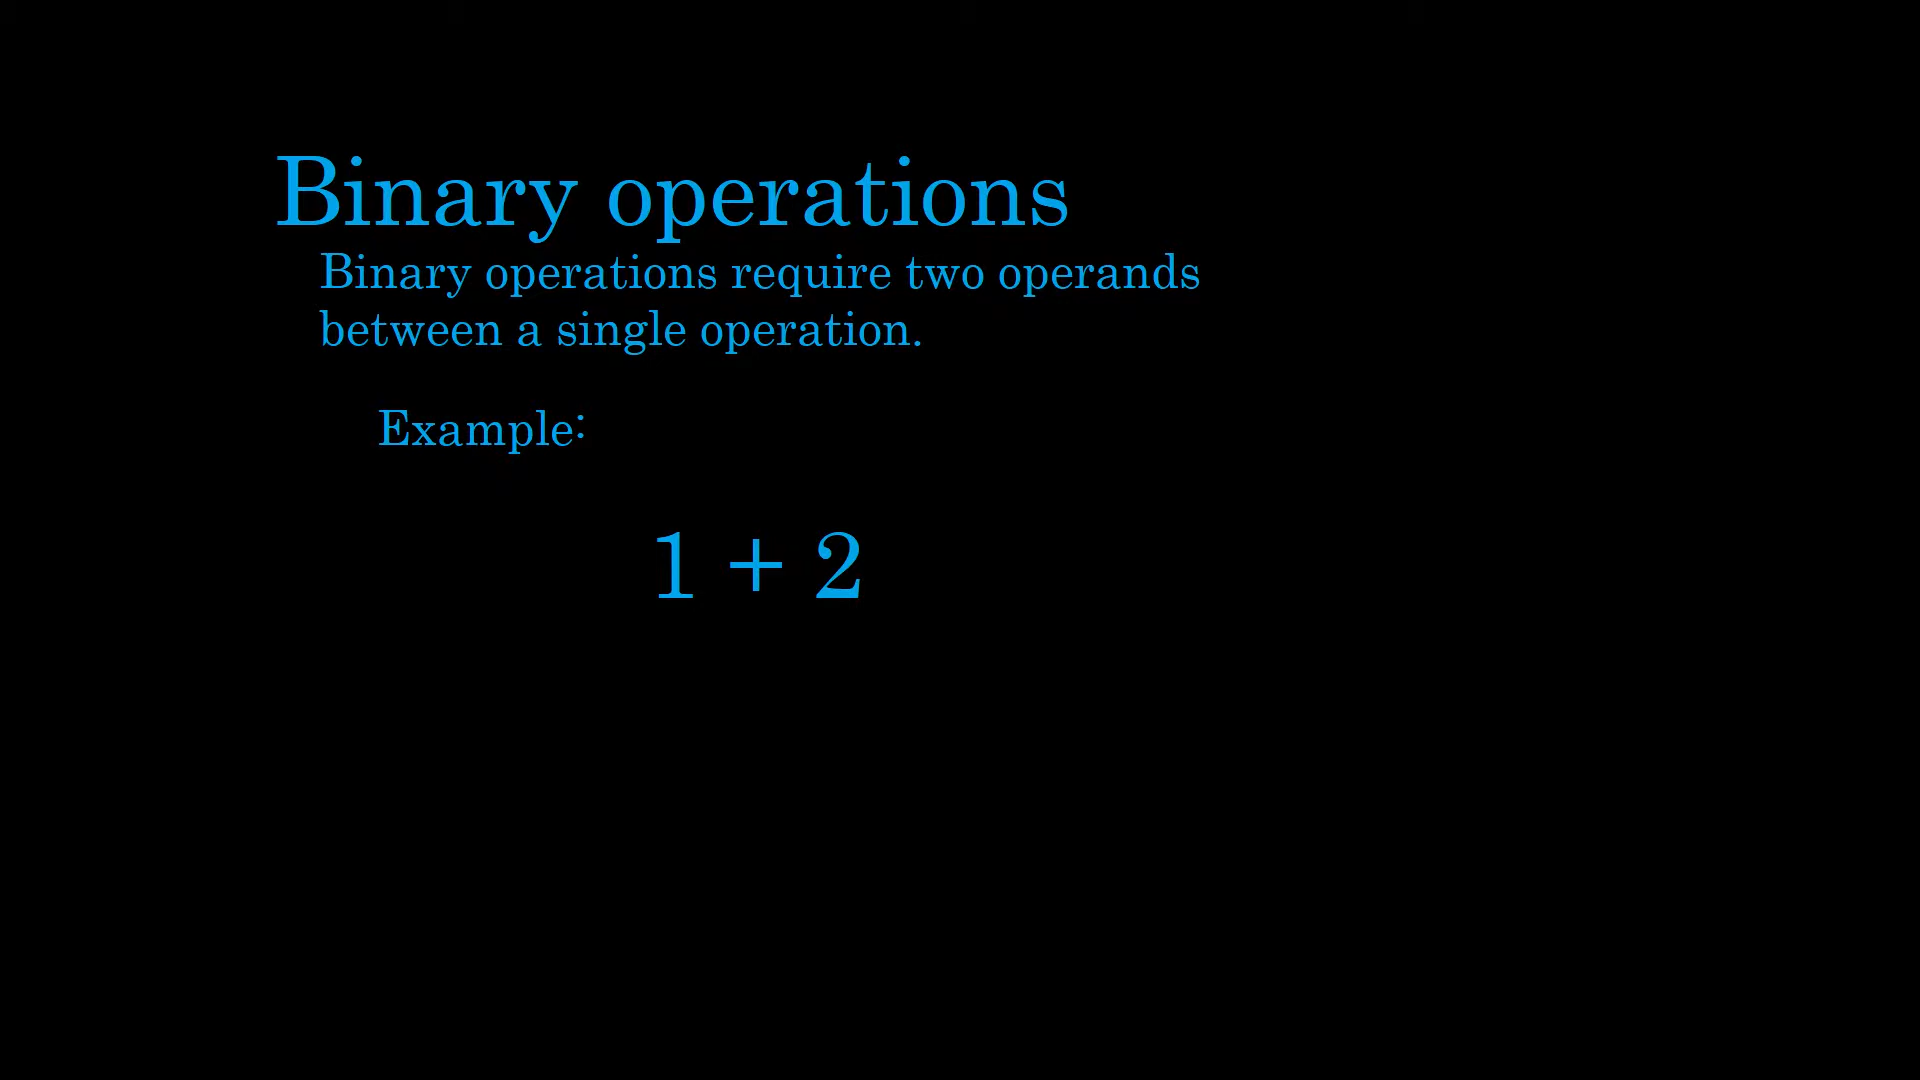 Binary operations
Binary operations require two operands
between a single operation.
Example:
1 + 2